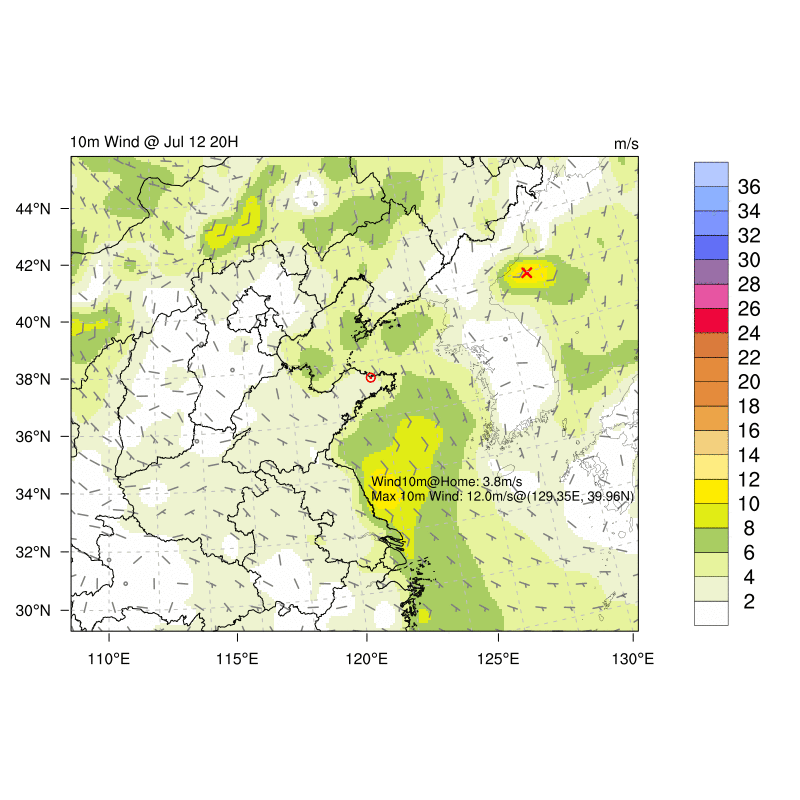 10m Wind @ Jul 12 20H
m/s
44°N
42°N
40°N
38°N
36°N
34°N
32°N
30°N
110°E
115°E
120°E
125°E
130°E
Wind10m@Home: 3.8m/s
Max 10m Wind: 12.0m/s@(129.35E, 39.96N)
36
34
32
30
28
26
24
22
20
18
16
14
12
10
8
6
4
2